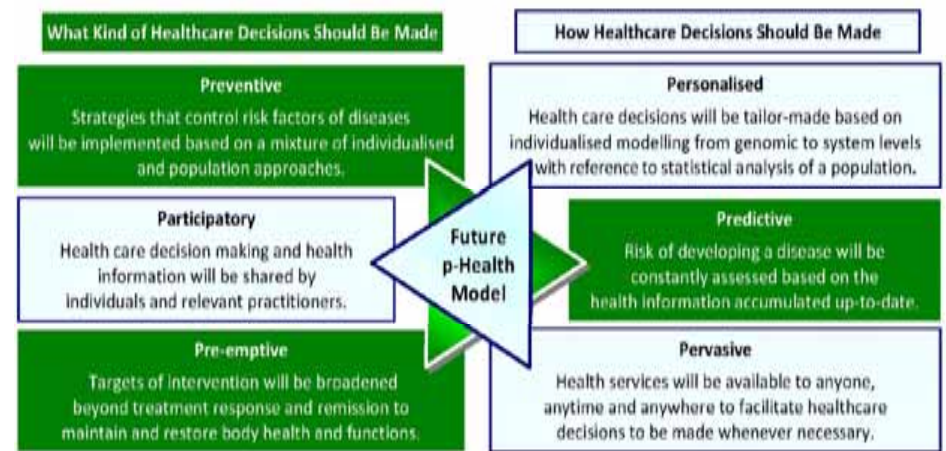 What Kind of Healthcare Decisions Should Be Made
How Healthcare Decisions Should Be Made
Preventive
Strategies that control risk factors of diseases
will be implemented based on a mixture of individualised
and population approaches.
Participatory
Health care decision making and health
information will be shared by
individuals and relevant practitioners.
Pre-emptive
Targets of intervention will be broadened
beyond treatment response and remission to
maintain and restore body health and functions.
Future
p-Health
Model
Personalised
Health care decisions will be tailor-made based on
individualised modelling from genomic to system levels
with reference to statistical analysis of a population.
Predictive
Risk of developing a disease will be
constantly assessed based on the
health information accumulated up-to-date.
Pervasive
Health services will be available to anyone,
anytime and anywhere to facilitate healthcare
decisions to be made whenever necessary.